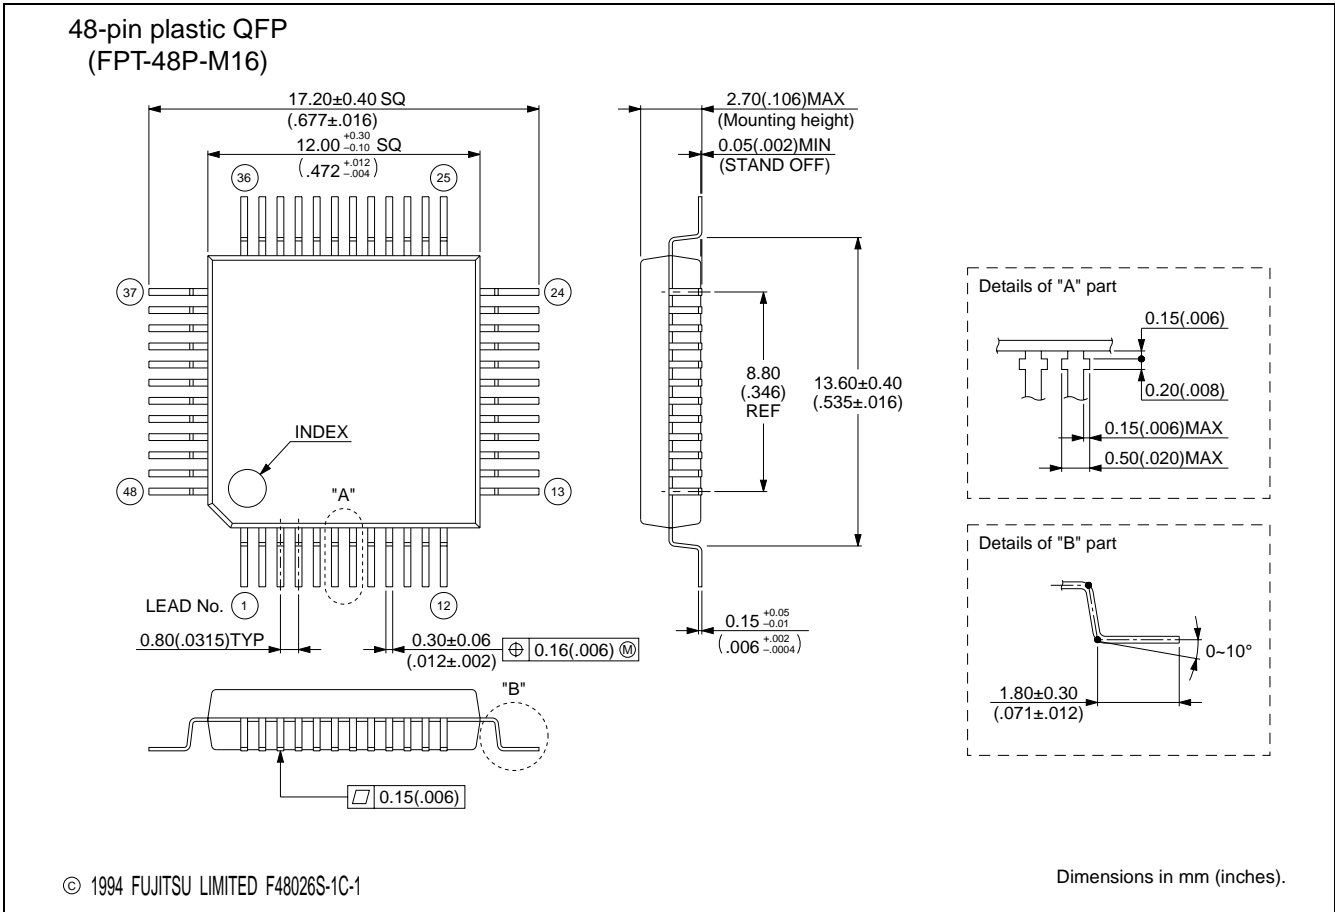 48-pin plastic QFP
(FPT-48P-M16)
17.20±0.40 SQ
(.677±.016)
12.00 +0.30 -0.10 SQ
(.472 +.012 -.004)
36
25
37
24
48
13
INDEX
"A"
LEAD No. 1
12
0.80(.0315)TYP
0.30±0.06
(.012±.002)
⌖ 0.16(.006) Ⓜ
2.70(.106)MAX
(Mounting height)
0.05(.002)MIN
(STAND OFF)
8.80
(.346)
REF
13.60±0.40
(.535±.016)
0.15 +0.05 -0.01
(.006 +.002 -.0004)
"B"
⏥ 0.15(.006)
Details of "A" part
0.15(.006)
0.20(.008)
0.15(.006)MAX
0.50(.020)MAX
Details of "B" part
0~10°
1.80±0.30
(.071±.012)
© 1994 FUJITSU LIMITED F48026S-1C-1
Dimensions in mm (inches).